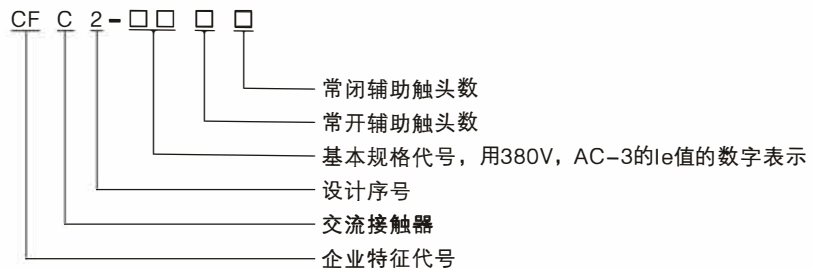 CF C 2-□□ □ □
常闭辅助触头数
常开辅助触头数
基本规格代号，用380V，AC-3的Ie值的数字表示
设计序号
交流接触器
企业特征代号